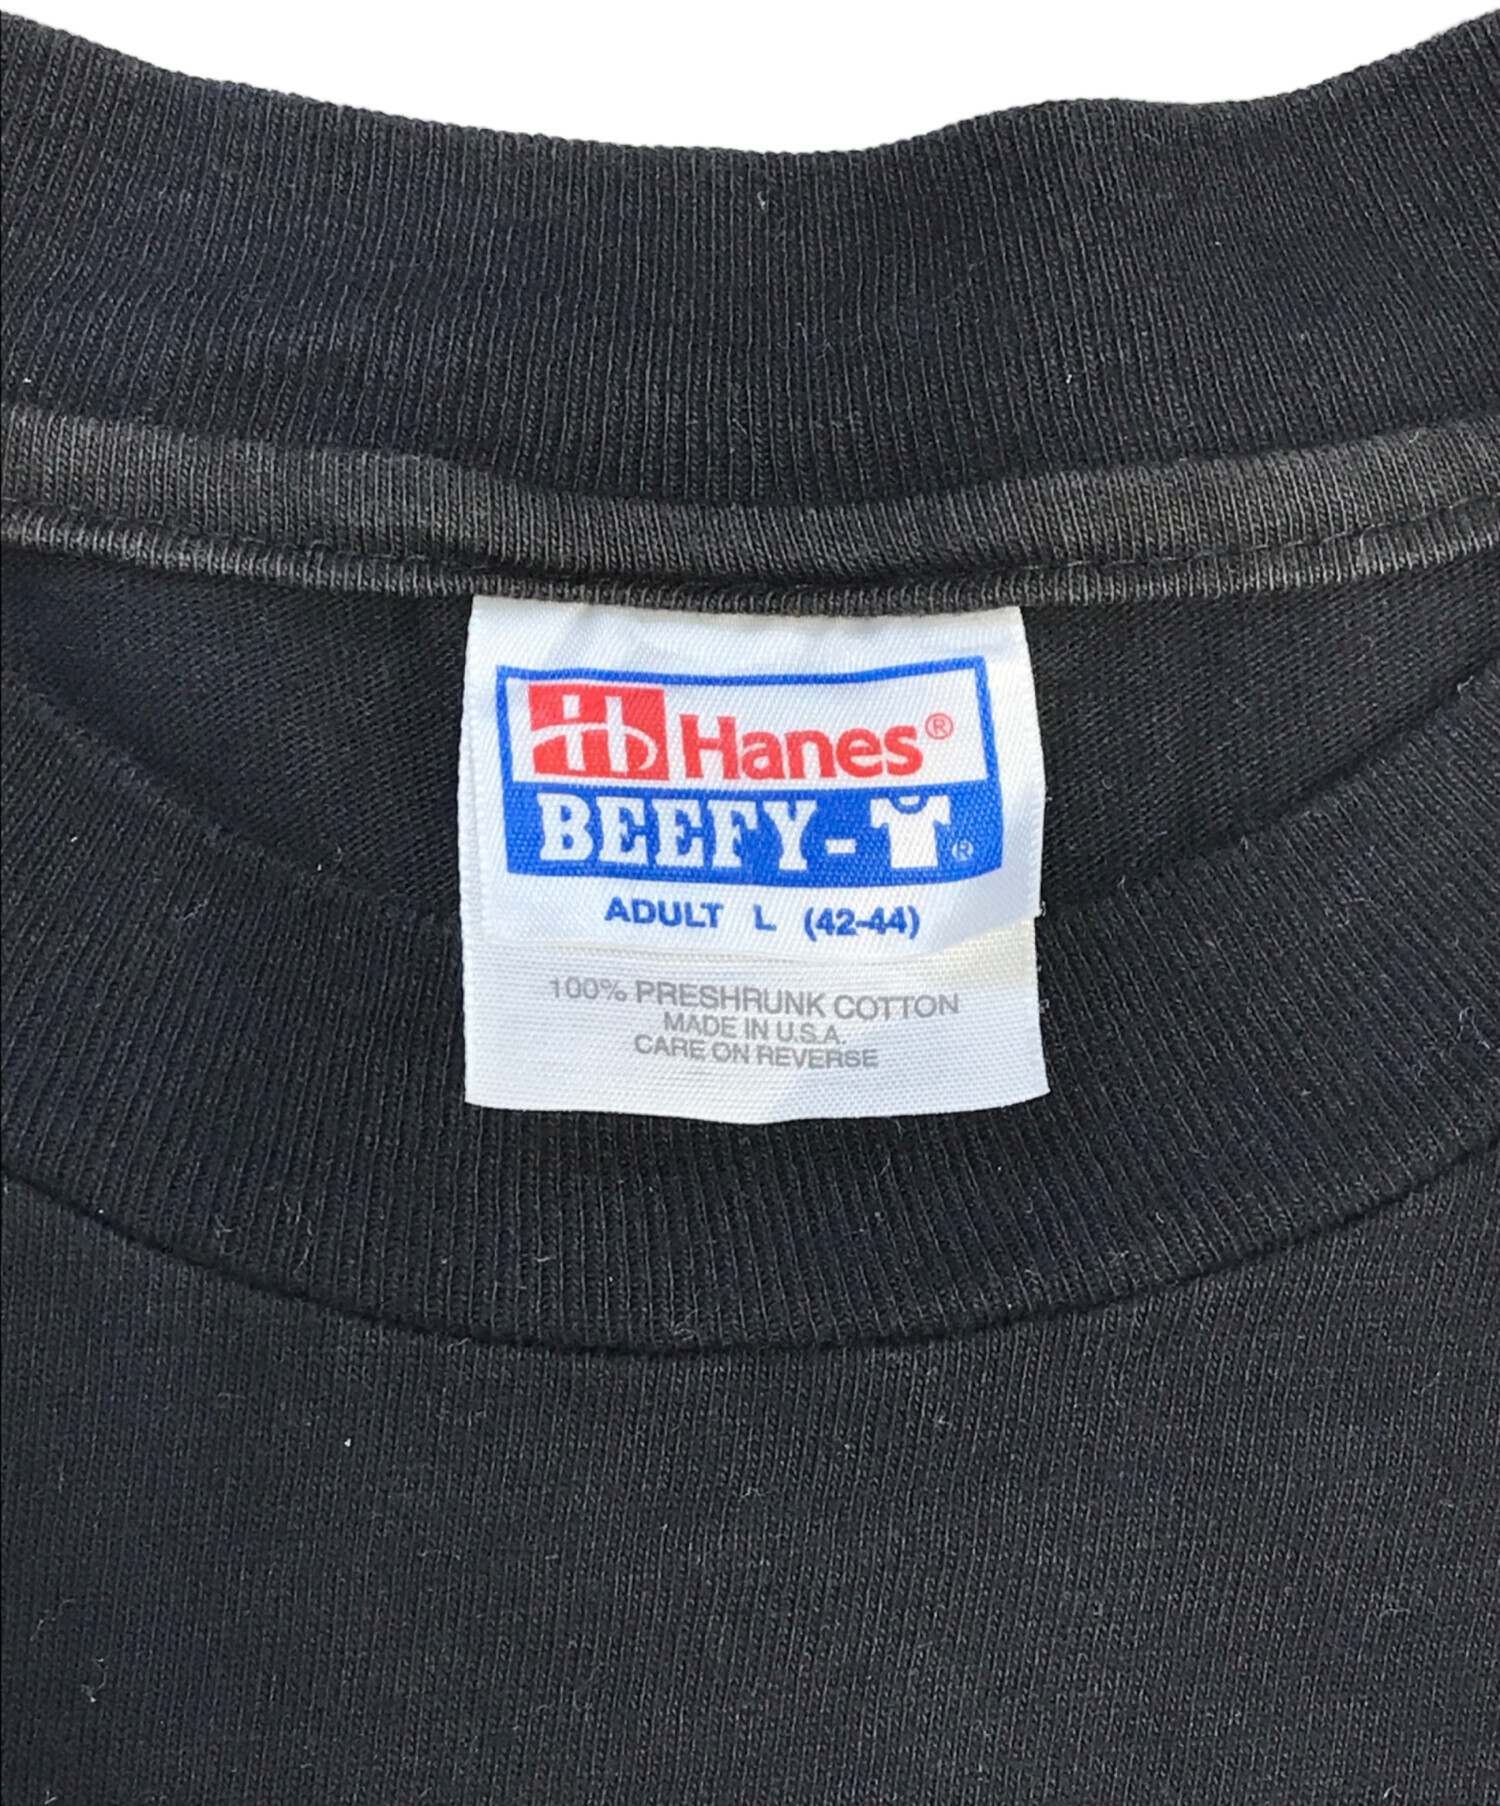 Hanes®
BEEFY-T®
ADULT L (42-44)
100% PRESHRUNK COTTON
MADE IN U.S.A.
CARE ON REVERSE